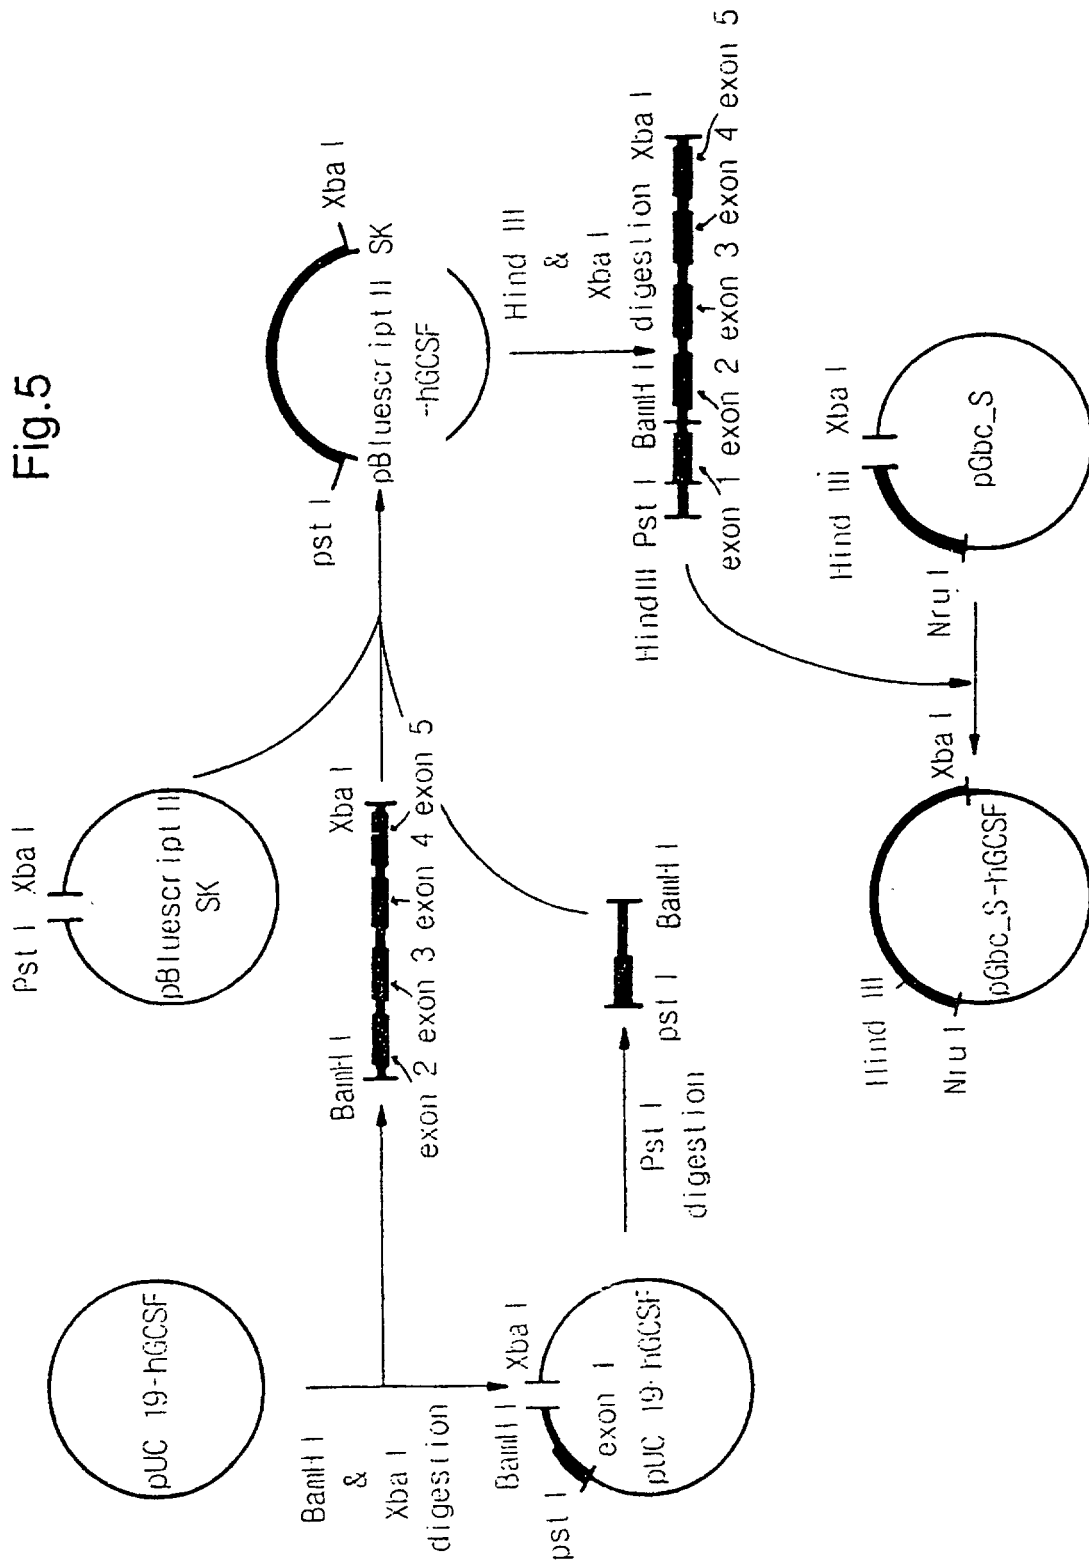 Fig.5
pUC 19-hGCSF
BamH I
&
Xba I
digestion
BamH I Xba I
pst I
exon 1
pUC 19-hGCSF
Pst I
digestion
pst I BamH I
BamH I Xba I
exon 2 exon 3 exon 4 exon 5
Pst I Xba I
pBluescript II
SK
pst I Xba I
pBluescript II SK
-hGCSF
Hind III
&
Xba I
digestion
HindIII Pst I BamH I Xba I
exon 1 exon 2 exon 3 exon 4 exon 5
Hind III Xba I
Nru I
pGbc_S
Hind III Xba I
Nru I
pGbc_S-hGCSF